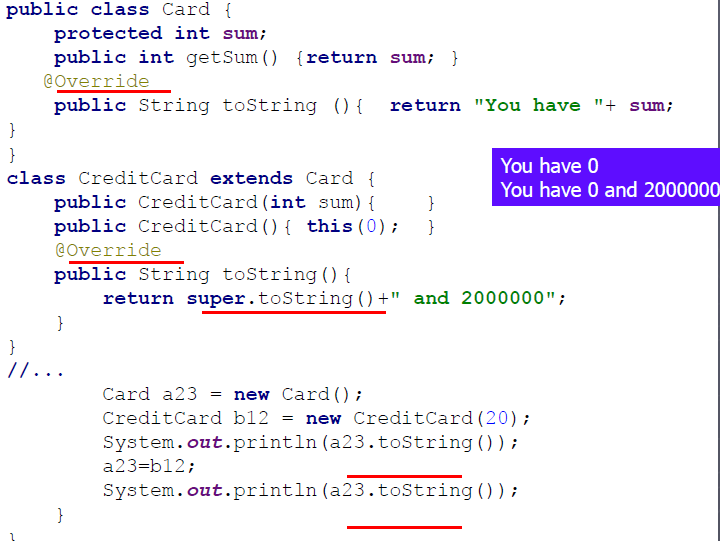 public class Card {
    protected int sum;
    public int getSum() {return sum; }
   @Override
    public String toString (){  return "You have "+ sum;
}
}
You have 0
You have 0 and 2000000
class CreditCard extends Card {
    public CreditCard(int sum){    }
    public CreditCard(){ this(0);  }
    @Override
    public String toString(){
        return super.toString()+" and 2000000";
    }
}
//...
        Card a23 = new Card();
        CreditCard b12 = new CreditCard(20);
        System.out.println(a23.toString());
        a23=b12;
        System.out.println(a23.toString());
    }
}